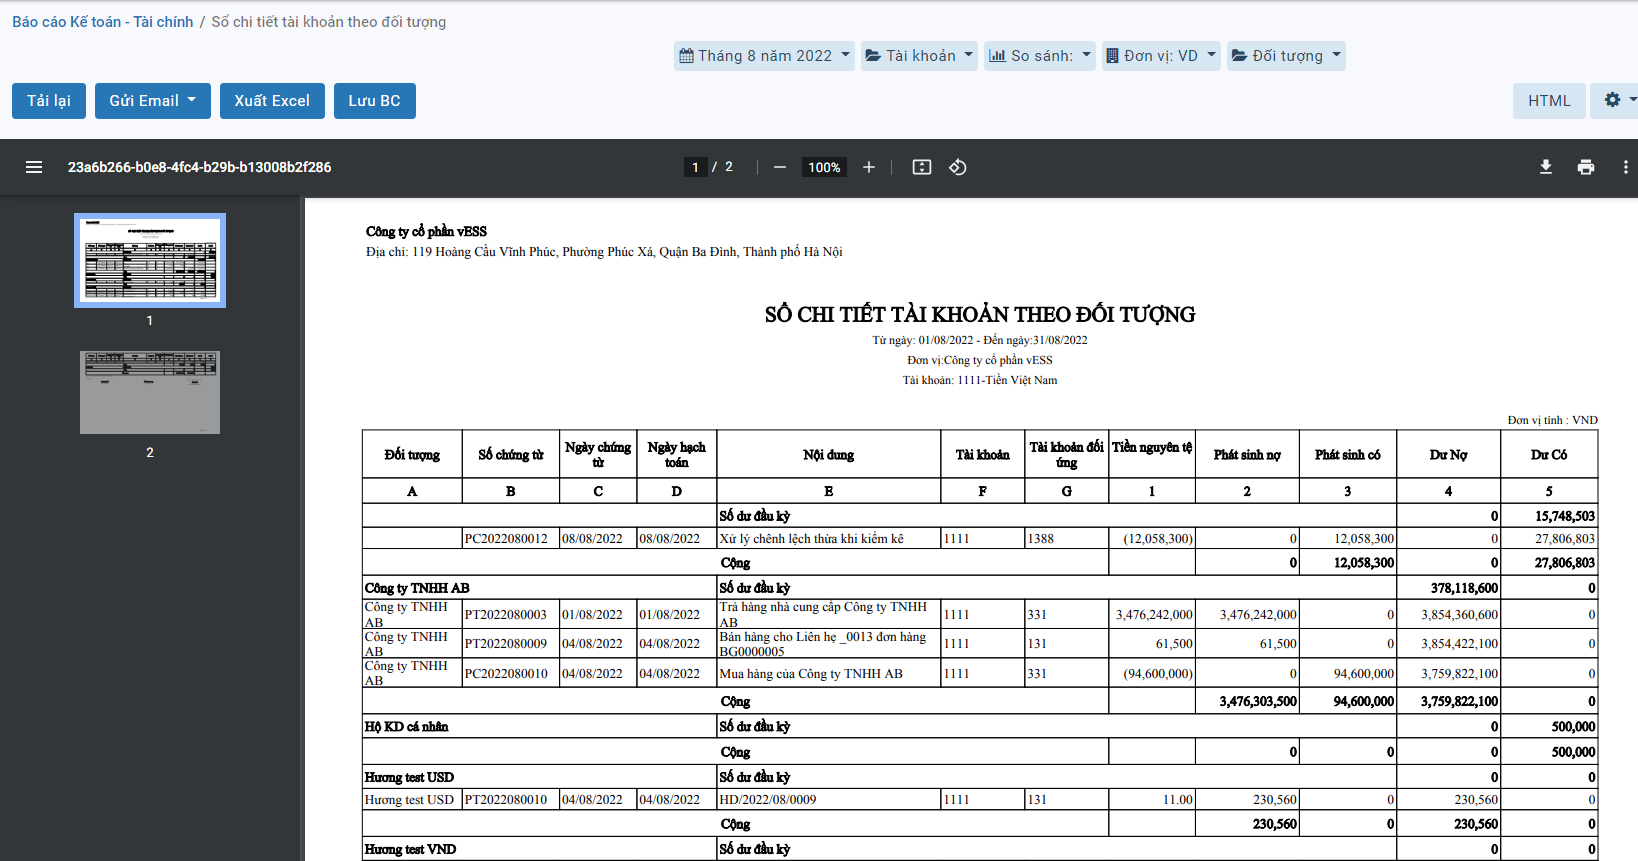 Báo cáo Kế toán - Tài chính / Sổ chi tiết tài khoản theo đối tượng
Tháng 8 năm 2022 Tài khoản So sánh: Đơn vị: VD Đối tượng
Tải lại Gửi Email Xuất Excel Lưu BC HTML
23a6b266-b0e8-4fc4-b29b-b13008b2f286 1 / 2 100%
1
2
Công ty cổ phần vESS
Địa chỉ: 119 Hoàng Cầu Vĩnh Phúc, Phường Phúc Xá, Quận Ba Đình, Thành phố Hà Nội
SỔ CHI TIẾT TÀI KHOẢN THEO ĐỐI TƯỢNG
Từ ngày: 01/08/2022 - Đến ngày:31/08/2022
Đơn vị:Công ty cổ phần vESS
Tài khoản: 1111-Tiền Việt Nam
Đơn vị tính : VND
Đối tượng Số chứng từ Ngày chứng từ Ngày hạch toán Nội dung Tài khoản Tài khoản đối ứng Tiền nguyên tệ Phát sinh nợ Phát sinh có Dư Nợ Dư Có
A B C D E F G 1 2 3 4 5
Số dư đầu kỳ 0 15,748,503
PC2022080012 08/08/2022 08/08/2022 Xử lý chênh lệch thừa khi kiểm kê 1111 1388 (12,058,300) 0 12,058,300 0 27,806,803
Cộng 0 12,058,300 0 27,806,803
Công ty TNHH AB Số dư đầu kỳ 378,118,600 0
Công ty TNHH AB PT2022080003 01/08/2022 01/08/2022 Trả hàng nhà cung cấp Công ty TNHH AB 1111 331 3,476,242,000 3,476,242,000 0 3,854,360,600 0
Công ty TNHH AB PT2022080009 04/08/2022 04/08/2022 Bán hàng cho Liên hệ _0013 đơn hàng BG0000005 1111 131 61,500 61,500 0 3,854,422,100 0
Công ty TNHH AB PC2022080010 04/08/2022 04/08/2022 Mua hàng của Công ty TNHH AB 1111 331 (94,600,000) 0 94,600,000 3,759,822,100 0
Cộng 3,476,303,500 94,600,000 3,759,822,100 0
Hộ KD cá nhân Số dư đầu kỳ 0 500,000
Cộng 0 0 0 500,000
Hương test USD Số dư đầu kỳ 0 0
Hương test USD PT2022080010 04/08/2022 04/08/2022 HD/2022/08/0009 1111 131 11.00 230,560 0 230,560 0
Cộng 230,560 0 230,560 0
Hương test VND Số dư đầu kỳ 0 0